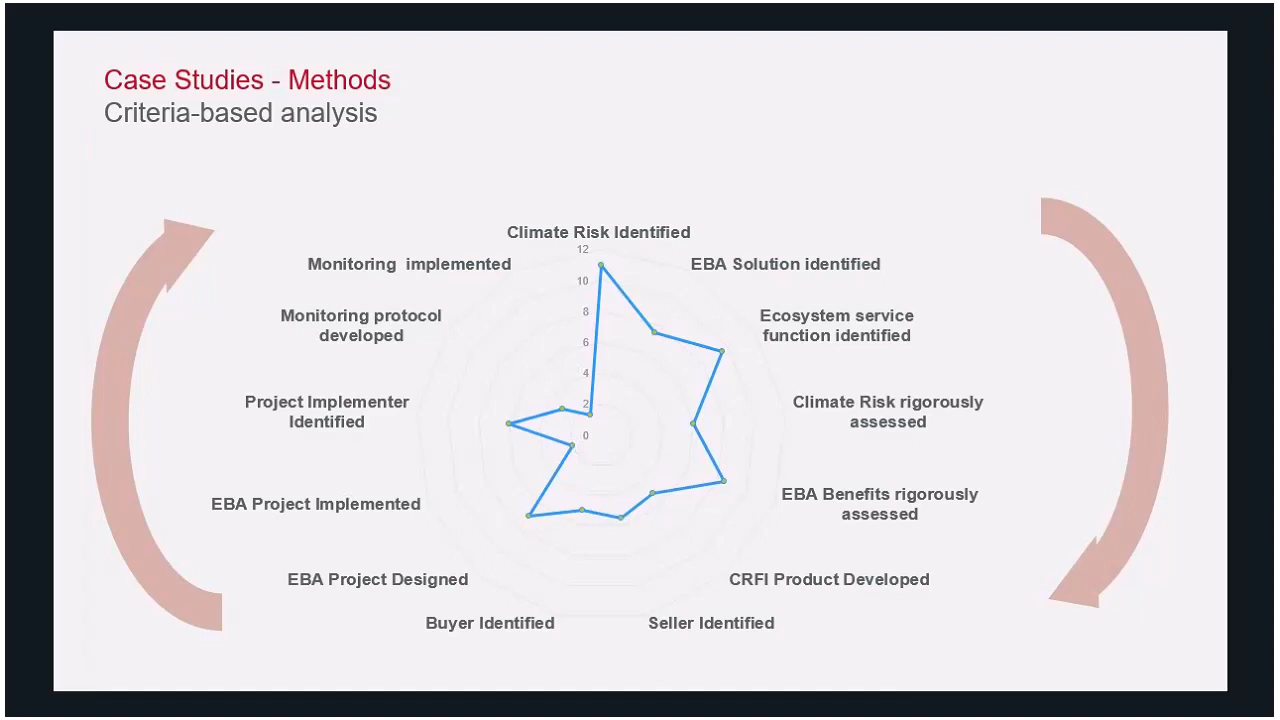 Case Studies - Methods
Criteria-based analysis
Climate Risk Identified
12
Monitoring  implemented
EBA Solution identified
10
Monitoring protocol
developed
Ecosystem service
function identified
8
6
4
Project Implementer
Identified
Climate Risk rigorously
assessed
2
0
EBA Project Implemented
EBA Benefits rigorously
assessed
EBA Project Designed
CRFI Product Developed
Buyer Identified
Seller Identified